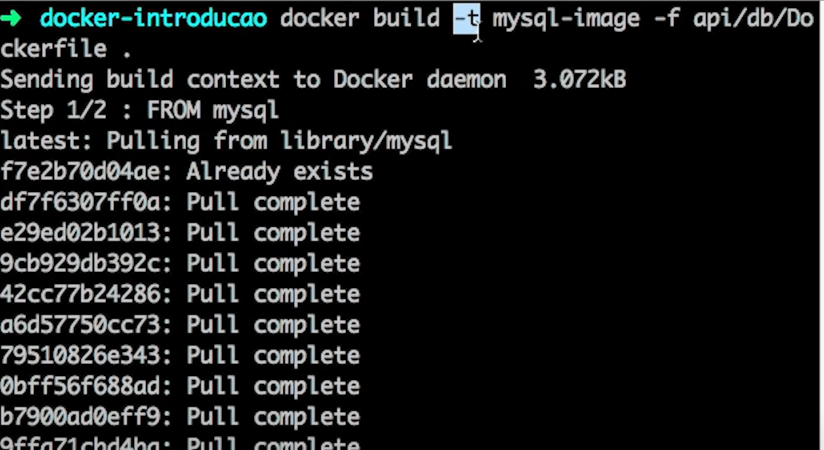 ➜ docker-introducao docker build -t mysql-image -f api/db/Do
ckerfile .
Sending build context to Docker daemon 3.072kB
Step 1/2 : FROM mysql
latest: Pulling from library/mysql
f7e2b70d04ae: Already exists
df7f6307ff0a: Pull complete
e29ed02b1013: Pull complete
9cb929db392c: Pull complete
42cc77b24286: Pull complete
a6d57750cc73: Pull complete
79510826e343: Pull complete
0bff56f688ad: Pull complete
b7900ad0eff9: Pull complete
Pull complete